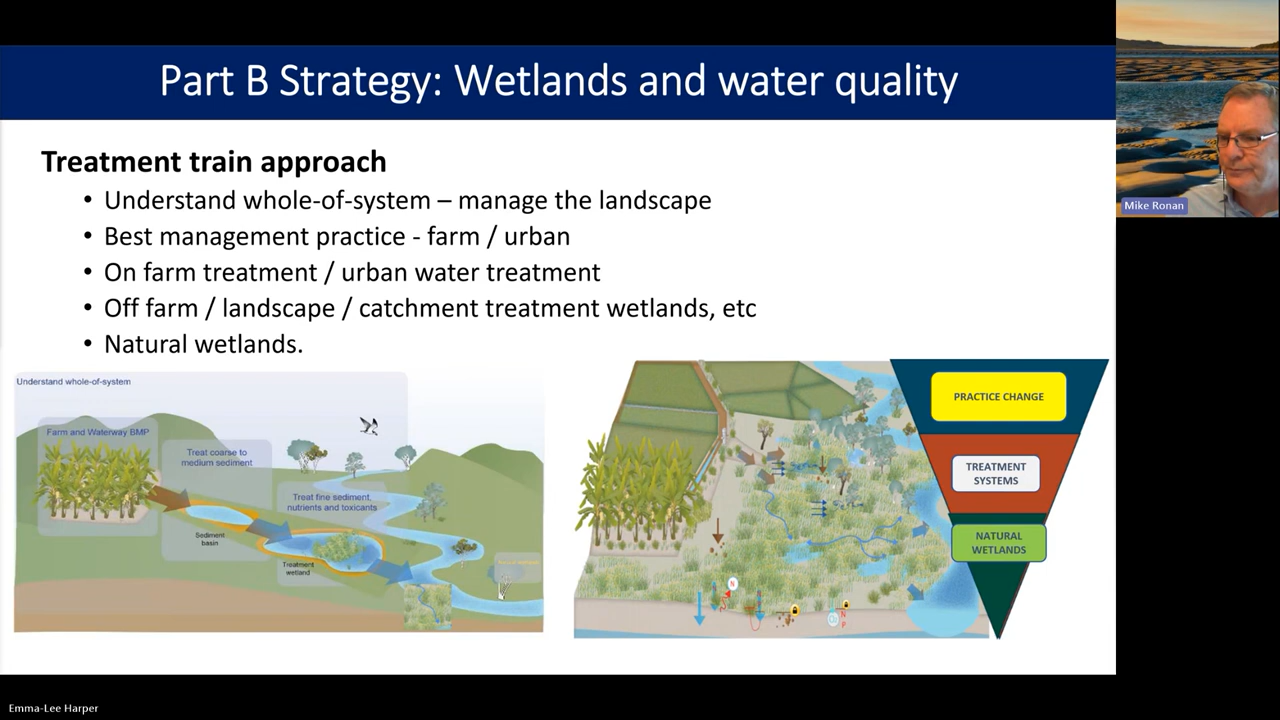 Part B Strategy: Wetlands and water quality
Treatment train approach
• Understand whole-of-system – manage the landscape
• Best management practice - farm / urban
• On farm treatment / urban water treatment
• Off farm / landscape / catchment treatment wetlands, etc
• Natural wetlands.
Understand whole-of-system
Farm and Waterway BMP
Treat coarse to
medium sediment
Treat fine sediment,
nutrients and toxicants
Sediment
basin
Treatment
wetland
PRACTICE CHANGE
TREATMENT
SYSTEMS
NATURAL
WETLANDS
N
N
P
Mike Ronan
Emma-Lee Harper